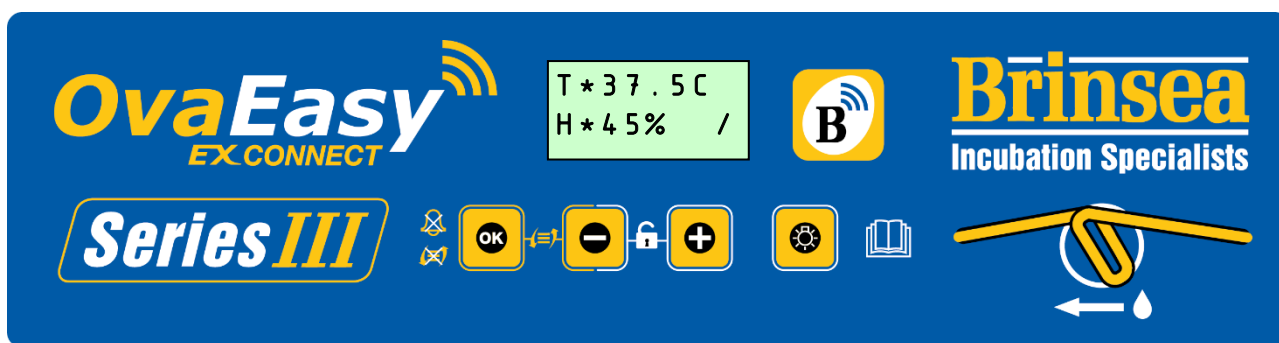 OvaEasy
EX CONNECT
T*37.5C
H*45% /
B
Brinsea
Incubation Specialists
Series III
OK